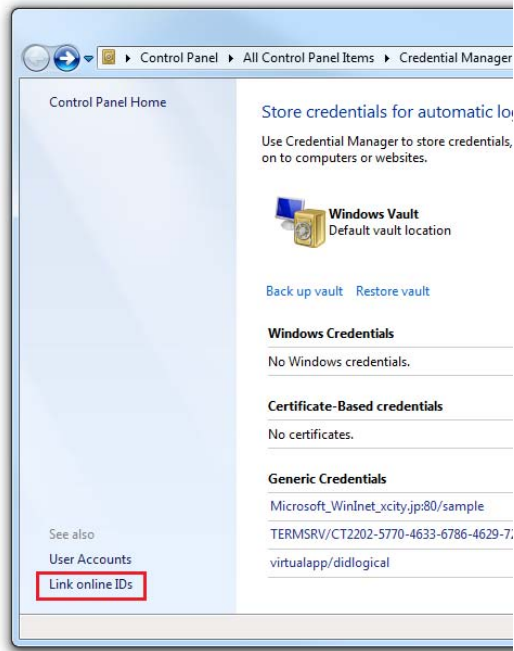 Control Panel ▸ All Control Panel Items ▸ Credential Manager
Control Panel Home
Store credentials for automatic lo
Use Credential Manager to store credentials,
on to computers or websites.
Windows Vault
Default vault location
Back up vault Restore vault
Windows Credentials
No Windows credentials.
Certificate-Based credentials
No certificates.
Generic Credentials
Microsoft_WinInet_xcity.jp:80/sample
TERMSRV/CT2202-5770-4633-6786-4629-72
virtualapp/didlogical
See also
User Accounts
Link online IDs